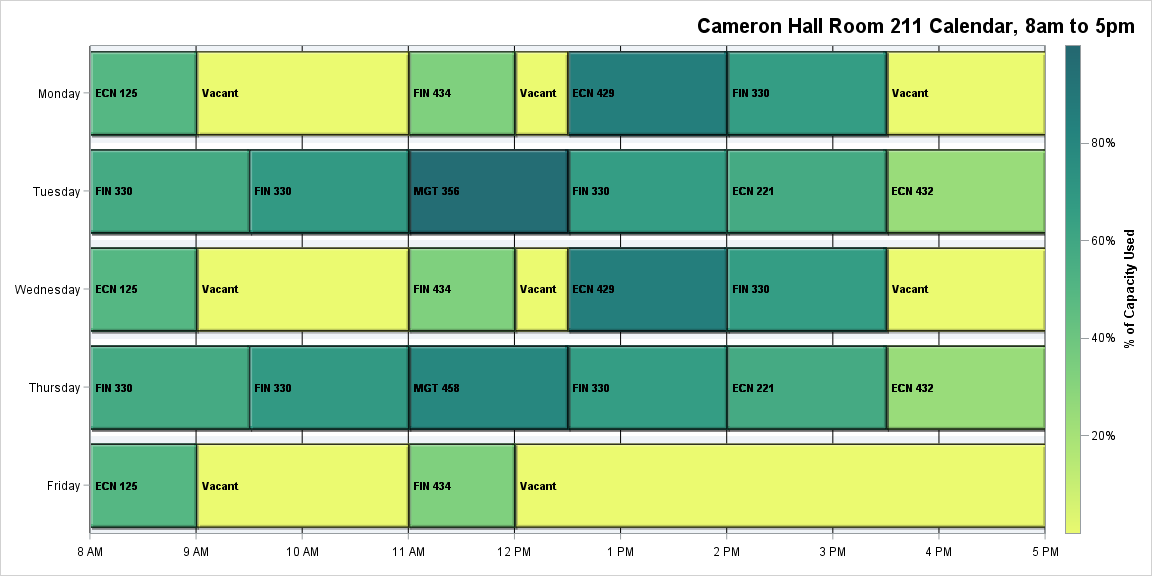 Cameron Hall Room 211 Calendar, 8am to 5pm
Monday ECN 125 Vacant FIN 434 Vacant ECN 429 FIN 330 Vacant
Tuesday FIN 330 FIN 330 MGT 356 FIN 330 ECN 221 ECN 432
Wednesday ECN 125 Vacant FIN 434 Vacant ECN 429 FIN 330 Vacant
Thursday FIN 330 FIN 330 MGT 458 FIN 330 ECN 221 ECN 432
Friday ECN 125 Vacant FIN 434 Vacant
8 AM 9 AM 10 AM 11 AM 12 PM 1 PM 2 PM 3 PM 4 PM 5 PM
80%
60%
40%
20%
% of Capacity Used